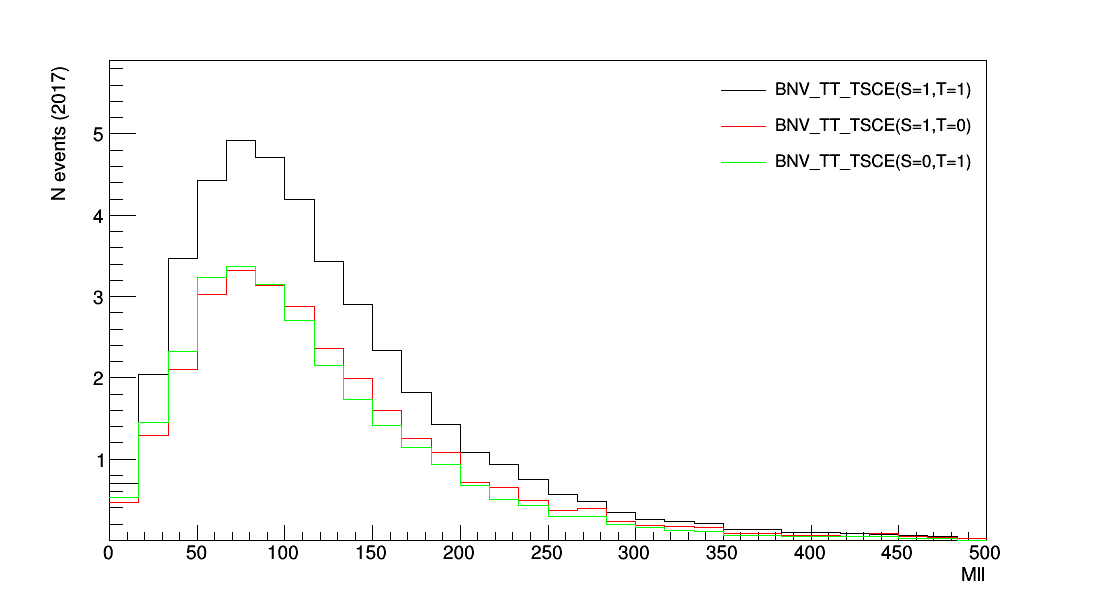 N events (2017)
BNV_TT_TSCE(S=1,T=1)
BNV_TT_TSCE(S=1,T=0)
BNV_TT_TSCE(S=0,T=1)
5
4
3
2
1
0 50 100 150 200 250 300 350 400 450 500
Mll